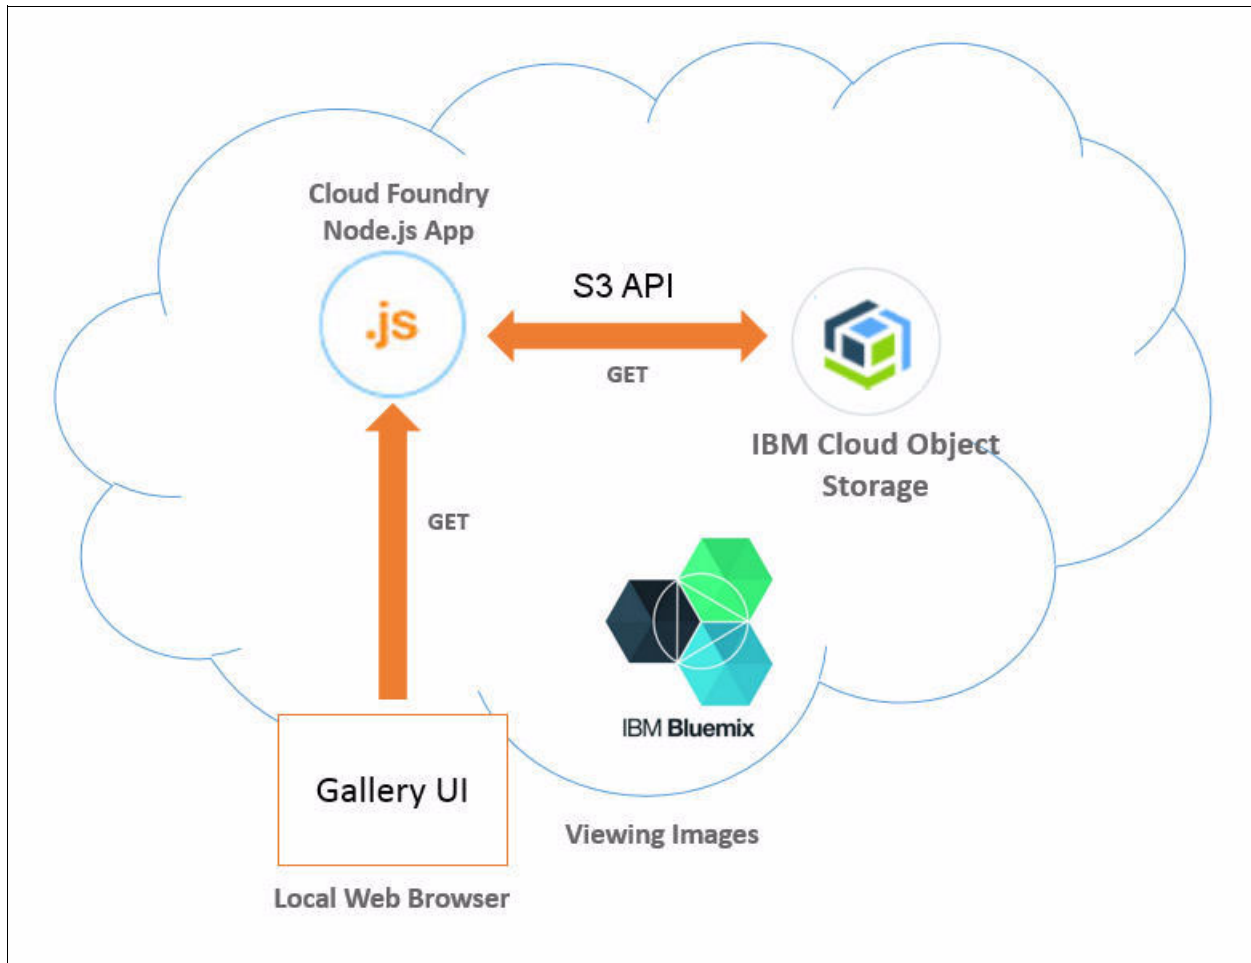 Cloud Foundry
Node.js App
.js
S3 API
GET
IBM Cloud Object
Storage
GET
IBM Bluemix
Gallery UI
Viewing Images
Local Web Browser